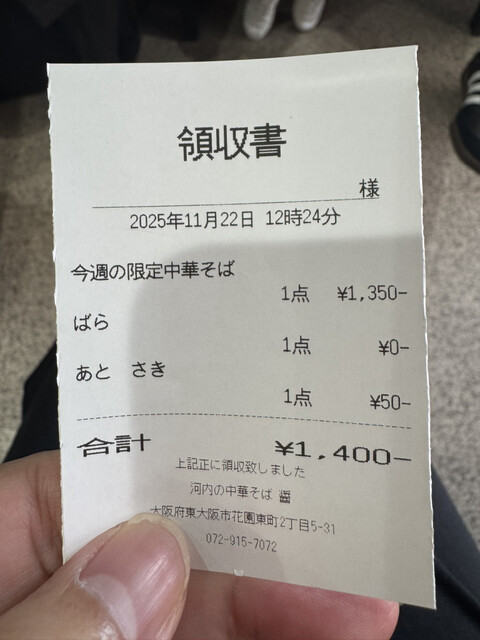 領収書
様
2025年11月22日 12時24分
今週の限定中華そば
1点 ¥1,350-
ばら
1点 ¥0-
あと さき
1点 ¥50-
合計 ¥1,400-
上記正に領収致しました
河内の中華そば 醤
大阪府東大阪市花園東町2丁目5-31
072-915-7072